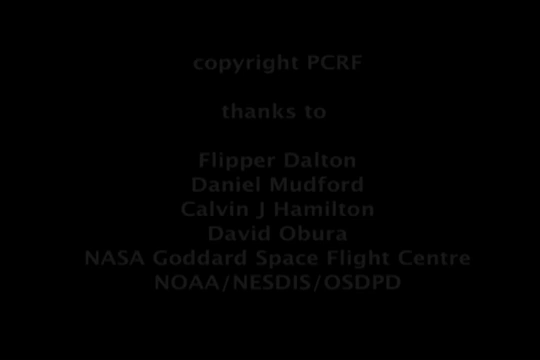 copyright PCRF
thanks to
Flipper Dalton
Daniel Mudford
Calvin J Hamilton
David Obura
NASA Goddard Space Flight Centre
NOAA/NESDIS/OSDPD